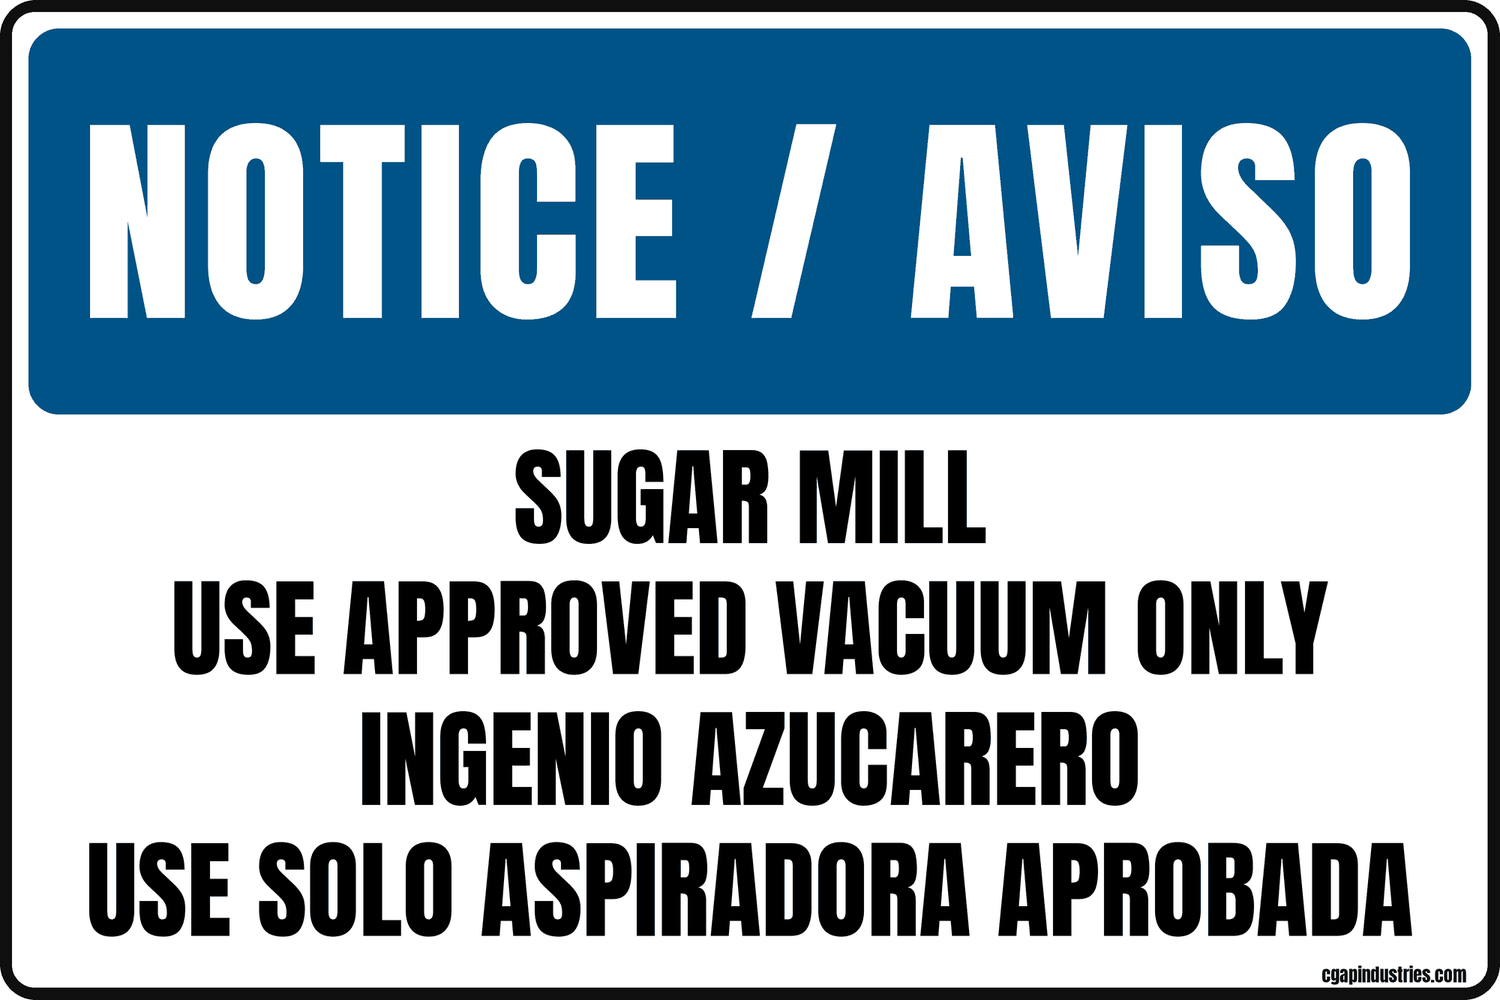 NOTICE / AVISO
SUGAR MILL
USE APPROVED VACUUM ONLY
INGENIO AZUCARERO
USE SOLO ASPIRADORA APROBADA
cgapindustries.com